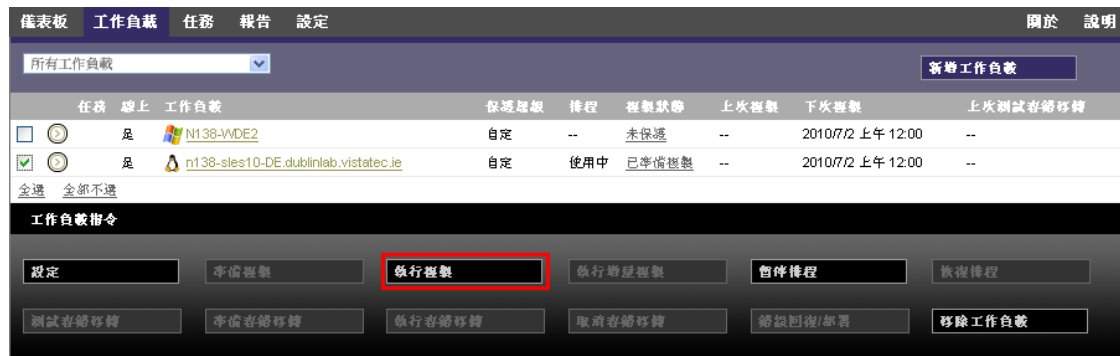 儀表板 工作負載 任務 報告 設定 關於 說明
所有工作負載 新增工作負載
任務 線上 工作負載 保護層級 排程 複製狀態 上次複製 下次複製 上次測試容錯移轉
是 N138-WDE2 自定 -- 未保護 -- 2010/7/2 上午 12:00 --
是 n138-sles10-DE.dublinlab.vistatec.ie 自定 使用中 已準備複製 -- 2010/7/2 上午 12:00 --
全選 全部不選
工作負載指令
設定 準備複製 執行複製 執行增量複製 暫停排程 恢復排程
測試容錯移轉 準備容錯移轉 執行容錯移轉 取消容錯移轉 錯誤回復/部署 移除工作負載